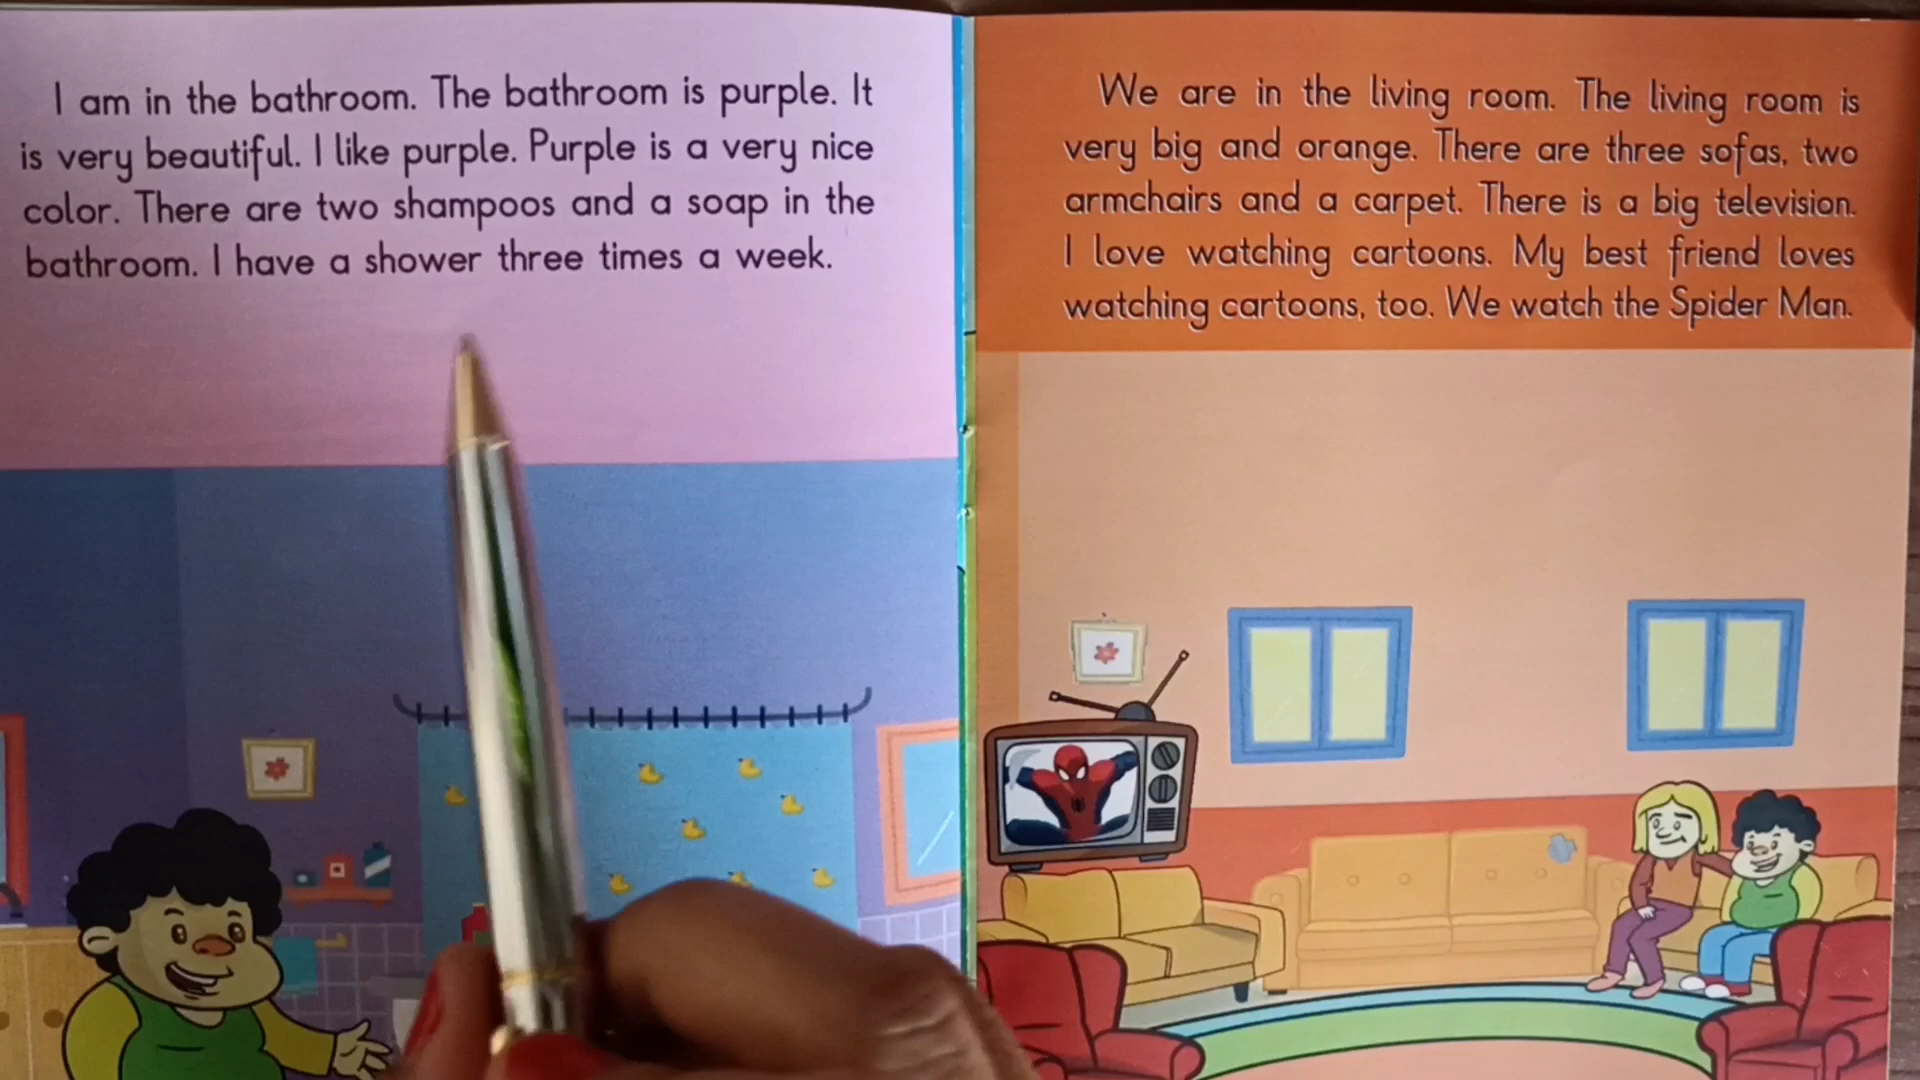 I am in the bathroom. The bathroom is purple. It
is very beautiful. I like purple. Purple is a very nice
color. There are two shampoos and a soap in the
bathroom. I have a shower three times a week.
We are in the living room. The living room is
very big and orange. There are three sofas, two
armchairs and a carpet. There is a big television.
I love watching cartoons. My best friend loves
watching cartoons, too. We watch the Spider Man.